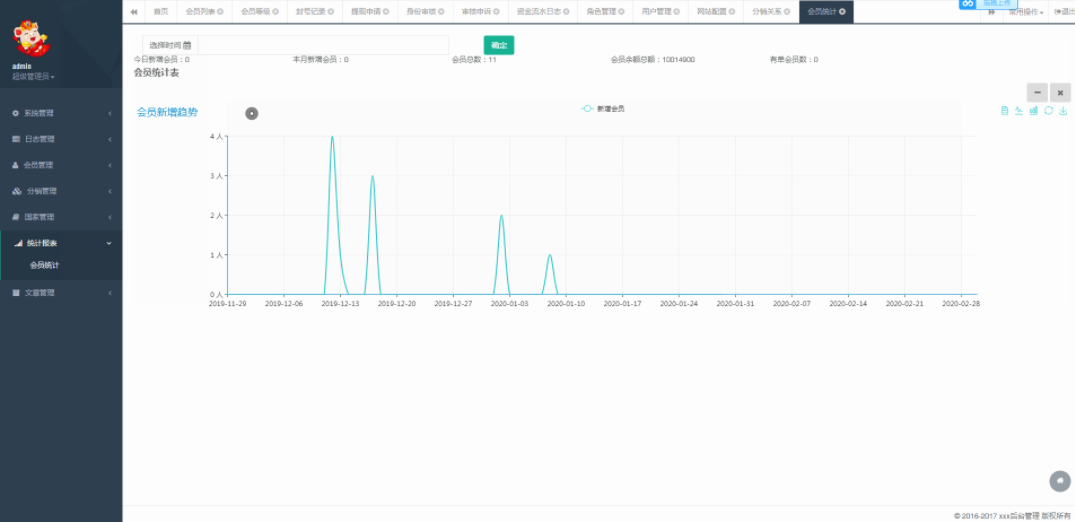 首页 会员列表 会员等级 封号记录 提现申请 身份审核 审核申诉 资金流水日志 角色管理 用户管理 网站配置 分销关系 会员统计 常用操作 退出
admin
超级管理员
系统管理
日志管理
会员管理
分销管理
国家管理
统计报表
会员统计
文章管理
选择时间 确定
今日新增会员：0 本月新增会员：0 会员总数：11 会员余额总额：10014900 有单会员数：0
会员统计表
会员新增趋势 新增会员
4 人
3 人
2 人
1 人
0 人
2019-11-29 2019-12-06 2019-12-13 2019-12-20 2019-12-27 2020-01-03 2020-01-10 2020-01-17 2020-01-24 2020-01-31 2020-02-07 2020-02-14 2020-02-21 2020-02-28
© 2016-2017 xxx后台管理 版权所有